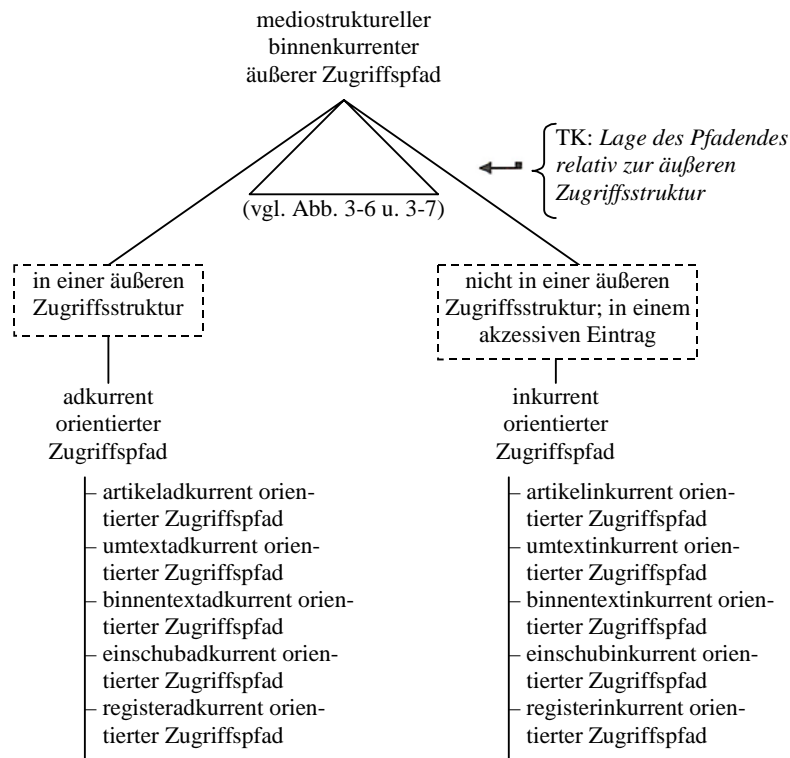 mediostruktureller
binnenkurrenter
äußerer Zugriffspfad
TK: Lage des Pfadendes
relativ zur äußeren
Zugriffsstruktur
(vgl. Abb. 3-6 u. 3-7)
in einer äußeren
Zugriffsstruktur
nicht in einer äußeren
Zugriffsstruktur; in einem
akzessiven Eintrag
adkurrent
orientierter
Zugriffspfad
inkurrent
orientierter
Zugriffspfad
– artikeladkurrent orien-
tierter Zugriffspfad
– umtextadkurrent orien-
tierter Zugriffspfad
– binnentextadkurrent orien-
tierter Zugriffspfad
– einschubadkurrent orien-
tierter Zugriffspfad
– registeradkurrent orien-
tierter Zugriffspfad
– artikelinkurrent orien-
tierter Zugriffspfad
– umtextinkurrent orien-
tierter Zugriffspfad
– binnentextinkurrent orien-
tierter Zugriffspfad
– einschubinkurrent orien-
tierter Zugriffspfad
– registerinkurrent orien-
tierter Zugriffspfad